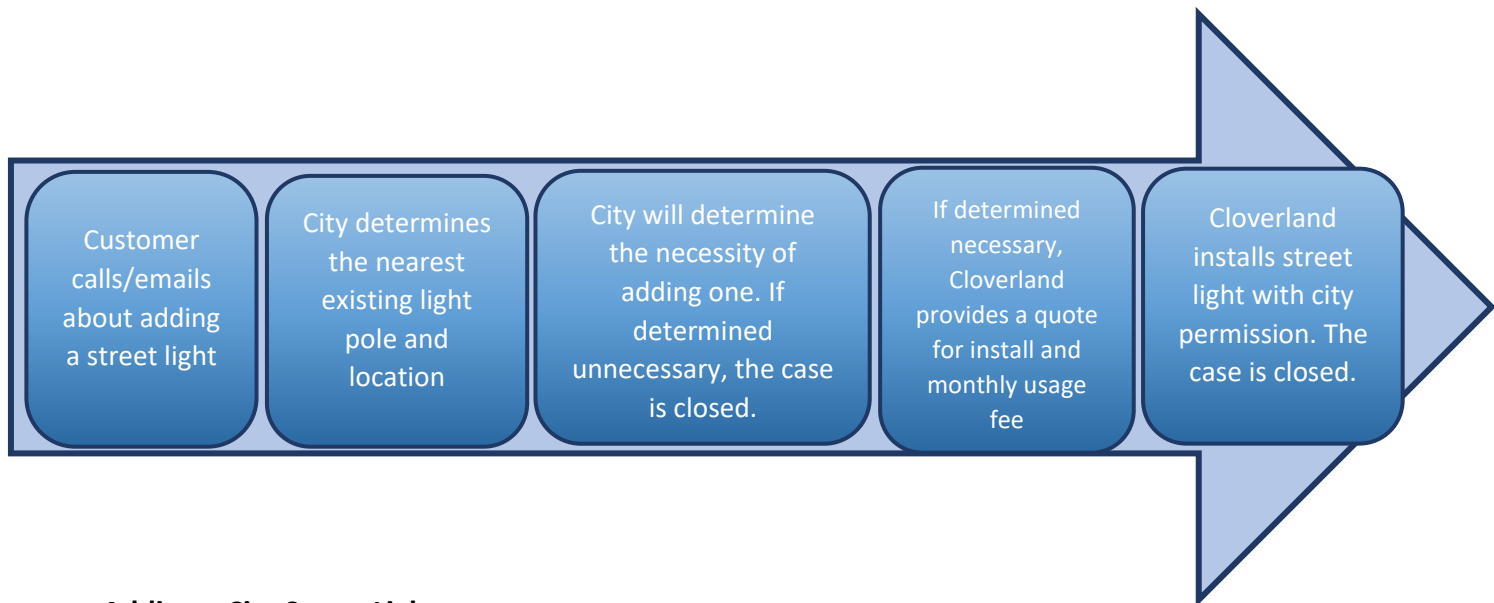 Customer
calls/emails
about adding
a street light
City determines
the nearest
existing light
pole and
location
City will determine
the necessity of
adding one. If
determined
unnecessary, the case
is closed.
If determined
necessary,
Cloverland
provides a quote
for install and
monthly usage
fee
Cloverland
installs street
light with city
permission. The
case is closed.